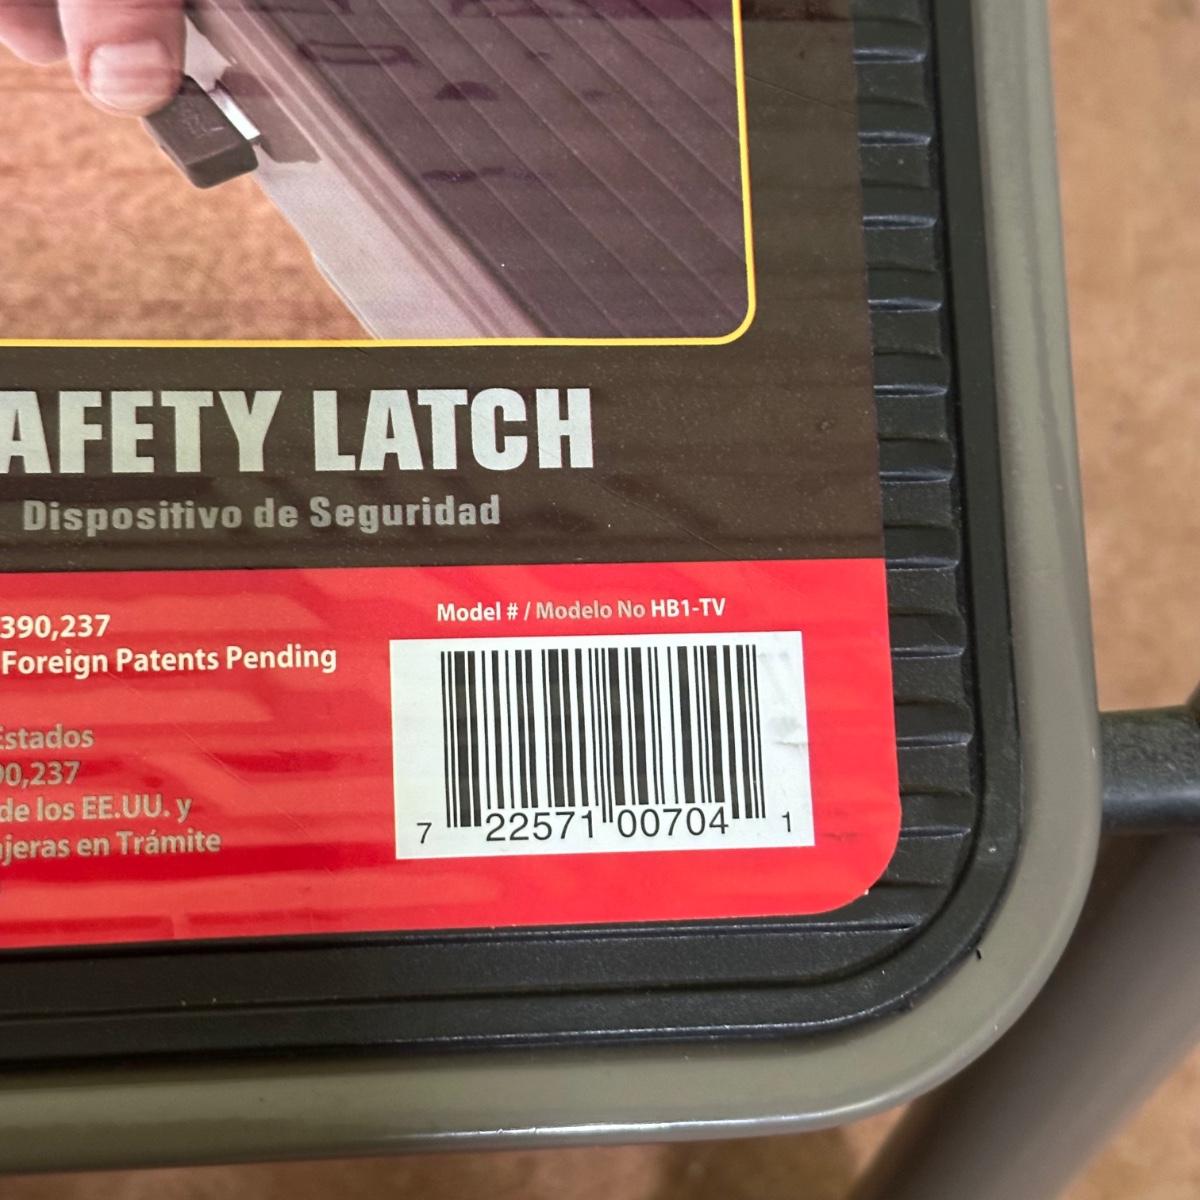 AFETY LATCH
Dispositivo de Seguridad
390,237
Foreign Patents Pending
Estados
90,237
de los EE.UU. y
jeras en Trámite
Model # / Modelo No HB1-TV
7 22571 00704 1